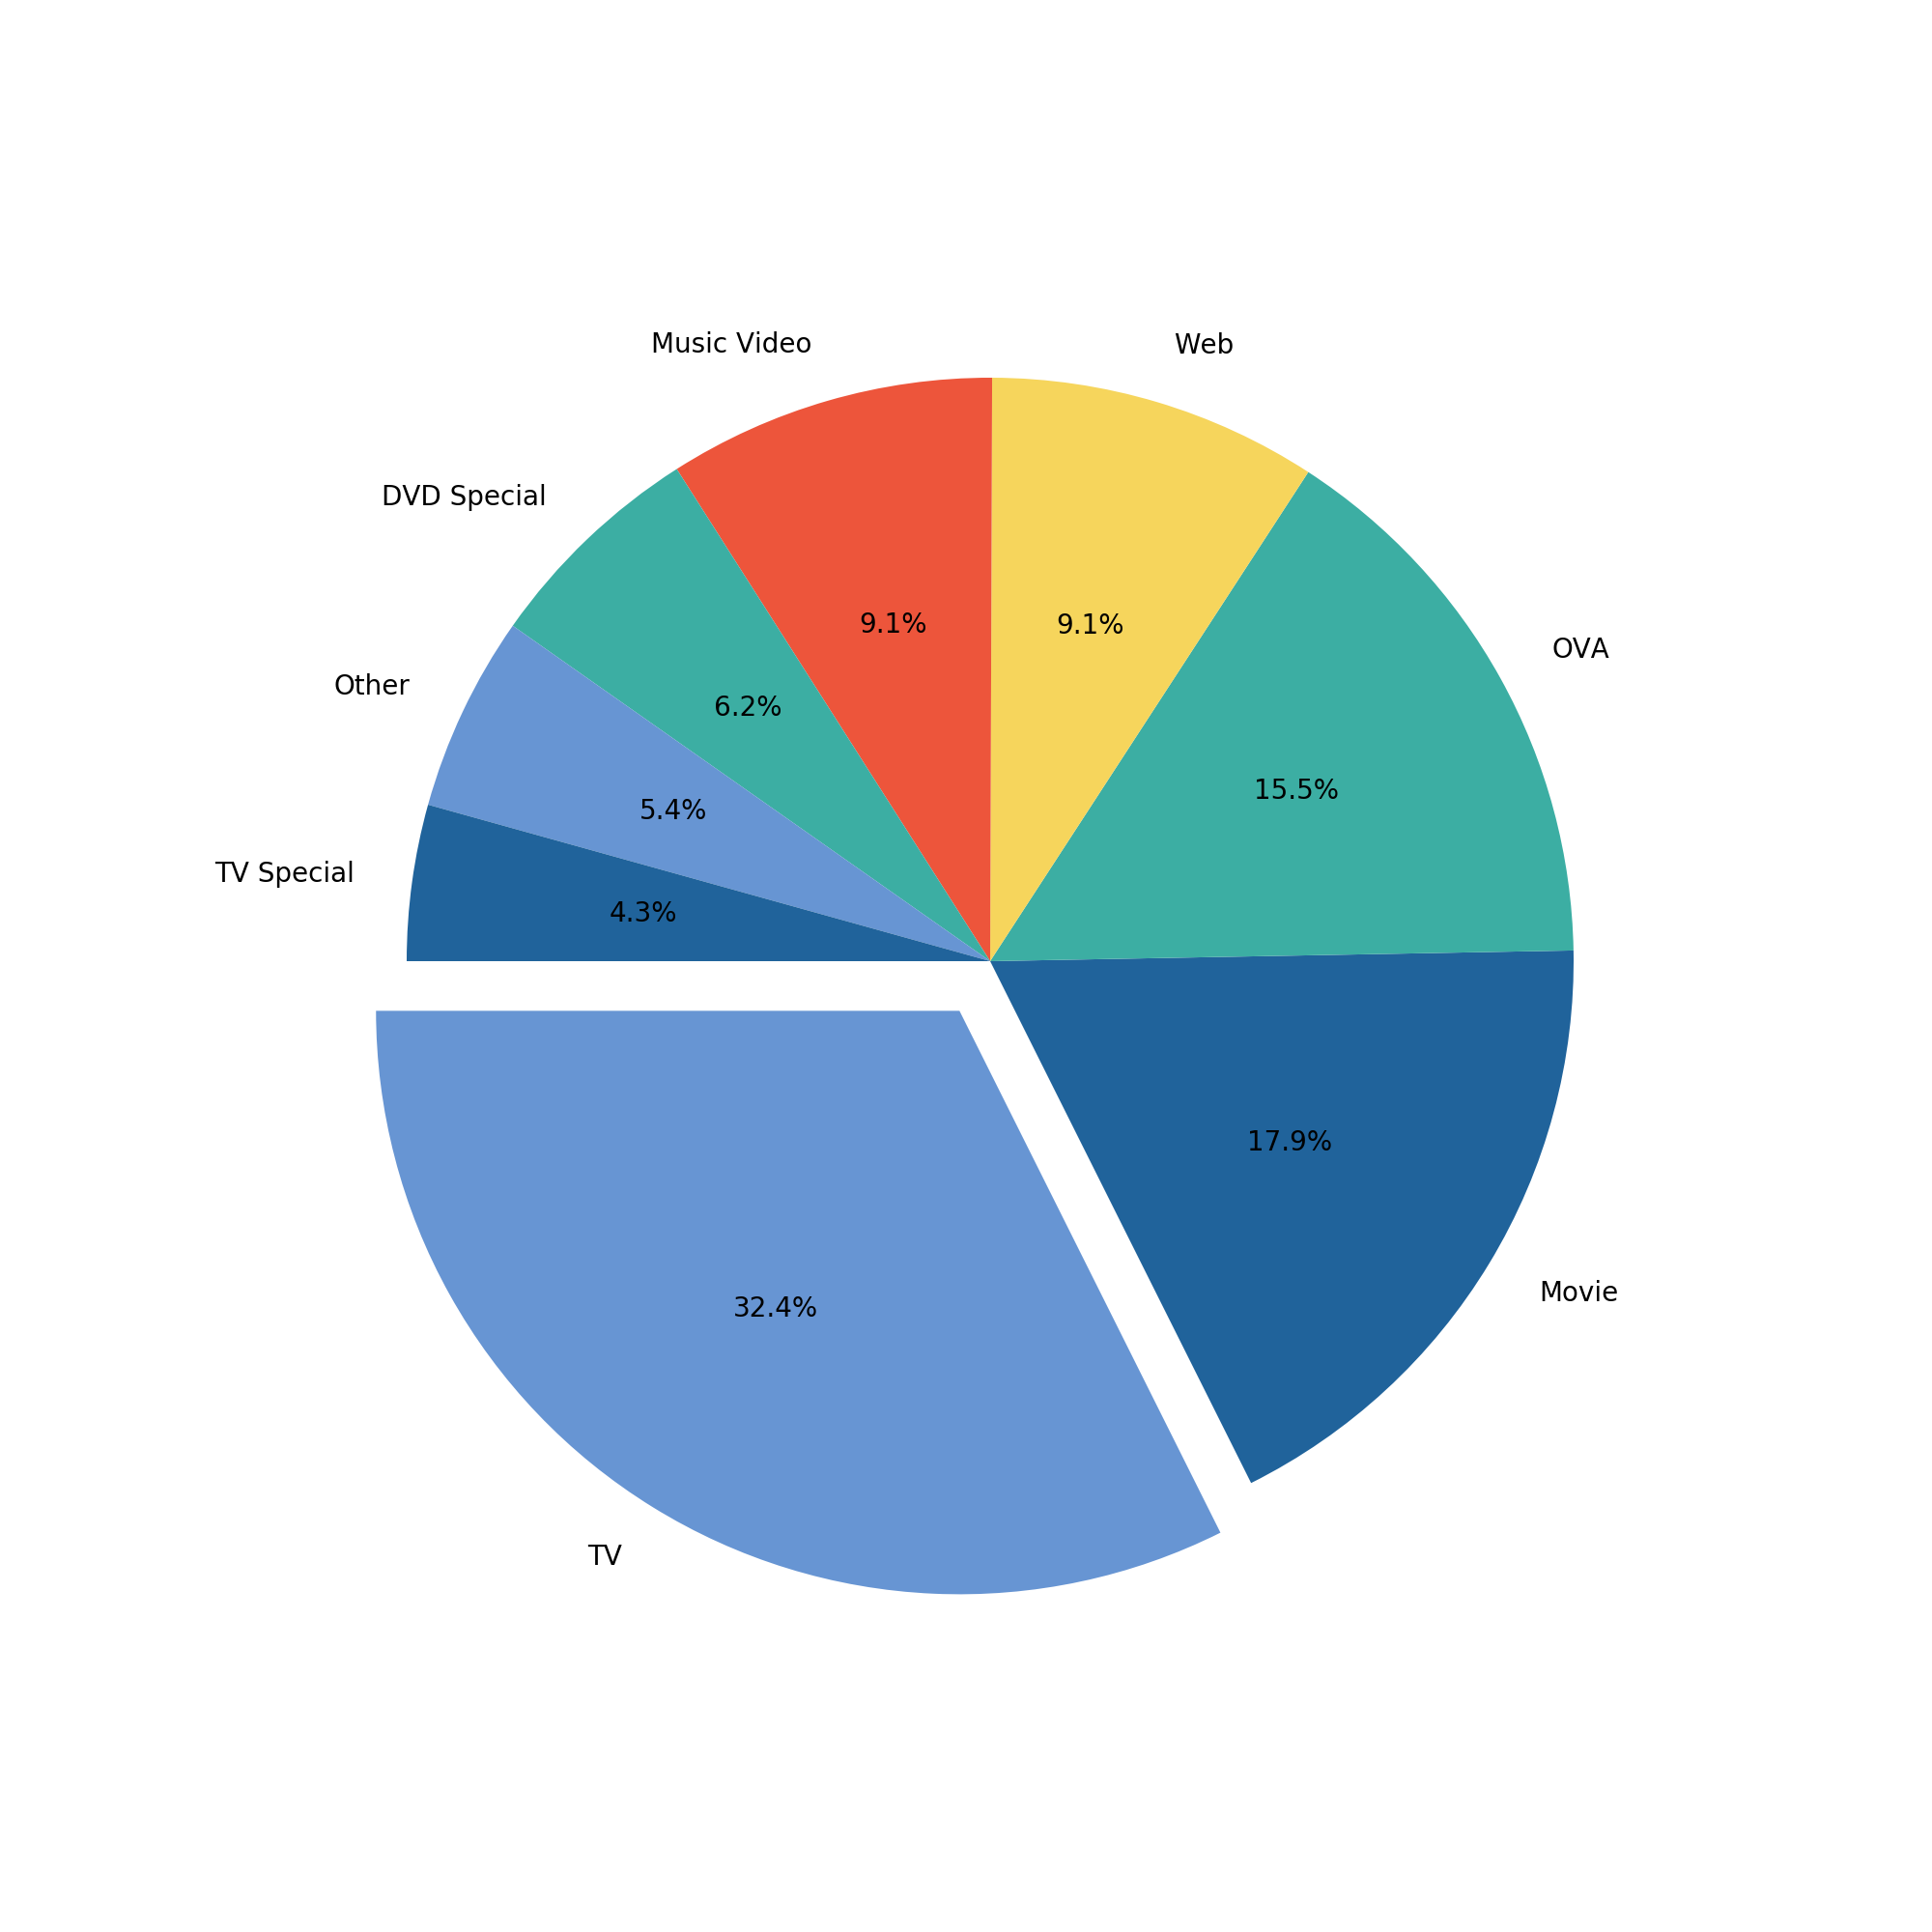 Music Video
Web
DVD Special
9.1%
9.1%
OVA
Other
6.2%
15.5%
5.4%
TV Special
4.3%
17.9%
Movie
32.4%
TV